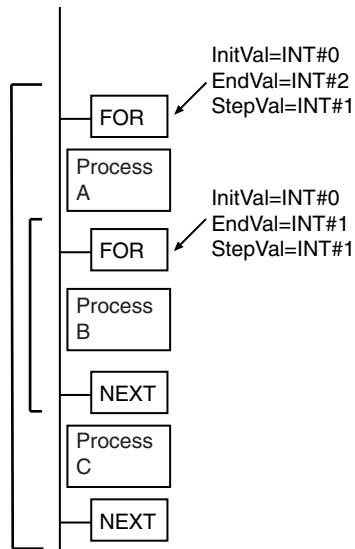 InitVal=INT#0
EndVal=INT#2
StepVal=INT#1
FOR
Process
A
InitVal=INT#0
EndVal=INT#1
StepVal=INT#1
FOR
Process
B
NEXT
Process
C
NEXT